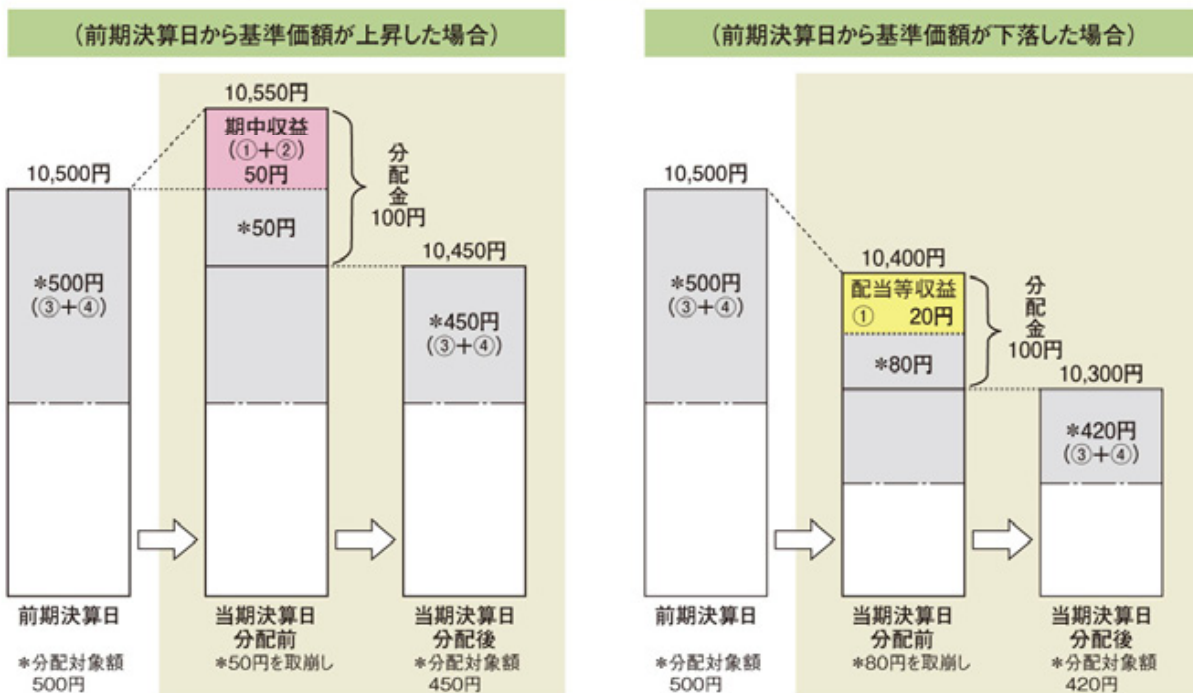 (前期決算日から基準価額が上昇した場合)
10,550円
期中収益
(①+②)
50円
10,500円
*50円
分配金
100円
10,450円
*500円
(③+④)
*450円
(③+④)
前期決算日
当期決算日
分配前
当期決算日
分配後
*分配対象額
500円
*50円を取崩し
*分配対象額
450円
(前期決算日から基準価額が下落した場合)
10,500円
10,400円
*500円
(③+④)
配当等収益
① 20円
*80円
分配金
100円
10,300円
*420円
(③+④)
前期決算日
当期決算日
分配前
当期決算日
分配後
*分配対象額
500円
*80円を取崩し
*分配対象額
420円